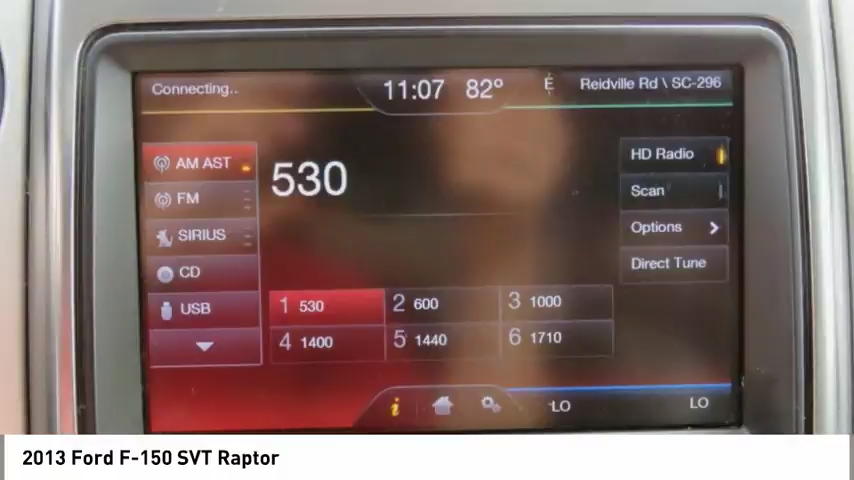 Connecting..
11:07 82° E
Reidville Rd \ SC-296
AM AST
FM
SIRIUS
CD
USB
530
HD Radio
Scan
Options >
Direct Tune
1 530
2 600
3 1000
4 1400
5 1440
6 1710
i
LO
LO
2013 Ford F-150 SVT Raptor